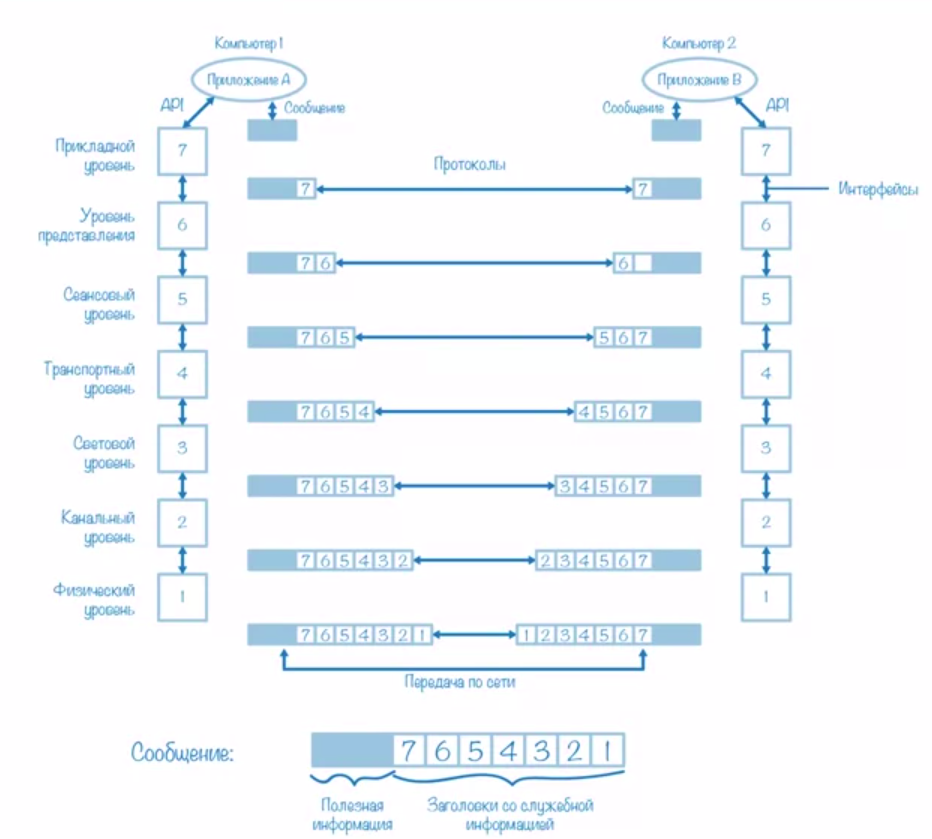 Компьютер 1
Компьютер 2
Приложение A
Приложение B
API
Сообщение
Сообщение
API
Прикладной
уровень
7
7
Протоколы
7
7
Интерфейсы
Уровень
представления
6
6
7 6
6
Сеансовый
уровень
5
5
7 6 5
5 6 7
Транспортный
уровень
4
4
7 6 5 4
4 5 6 7
Световой
уровень
3
3
7 6 5 4 3
3 4 5 6 7
Канальный
уровень
2
2
7 6 5 4 3 2
2 3 4 5 6 7
Физический
уровень
1
1
7 6 5 4 3 2 1
1 2 3 4 5 6 7
Передача по сети
Сообщение:
7 6 5 4 3 2 1
Полезная
информация
Заголовки со служебной
информацией